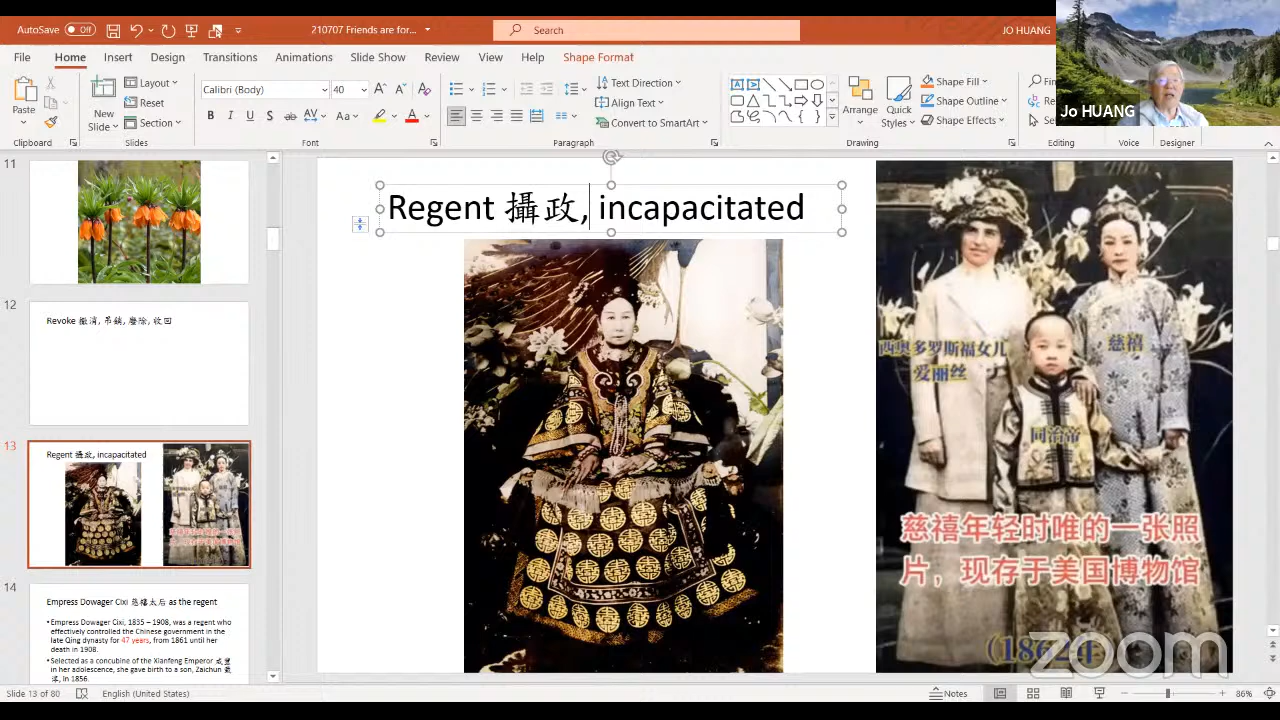 AutoSave Off
210707 Friends are for...
Search
JO HUANG
File Home Insert Design Transitions Animations Slide Show Review View Help Shape Format
Paste
Clipboard
New Slide
Layout
Reset
Section
Slides
Calibri (Body) 40
Font
Text Direction
Align Text
Convert to SmartArt
Paragraph
Arrange
Quick Styles
Shape Fill
Shape Outline
Shape Effects
Drawing
Editing
Voice
Designer
Jo HUANG
11
12
Revoke 撤消, 吊銷, 廢除, 收回
13
Regent 攝政, incapacitated
14
Empress Dowager Cixi 慈禧太后 as the regent
• Empress Dowager Cixi, 1835 – 1908, was a regent who
effectively controlled the Chinese government in the
late Qing dynasty for 47 years, from 1861 until her
death in 1908.
• Selected as a concubine of the Xianfeng Emperor 咸豐
in her adolescence, she gave birth to a son, Zaichun 載
淳, in 1856.
Regent 攝政, incapacitated
西奥多罗斯福女儿
爱丽丝
慈禧
同治帝
慈禧年轻时唯的一张照
片，现存于美国博物馆
zoom
Slide 13 of 80
English (United States)
Notes
86%